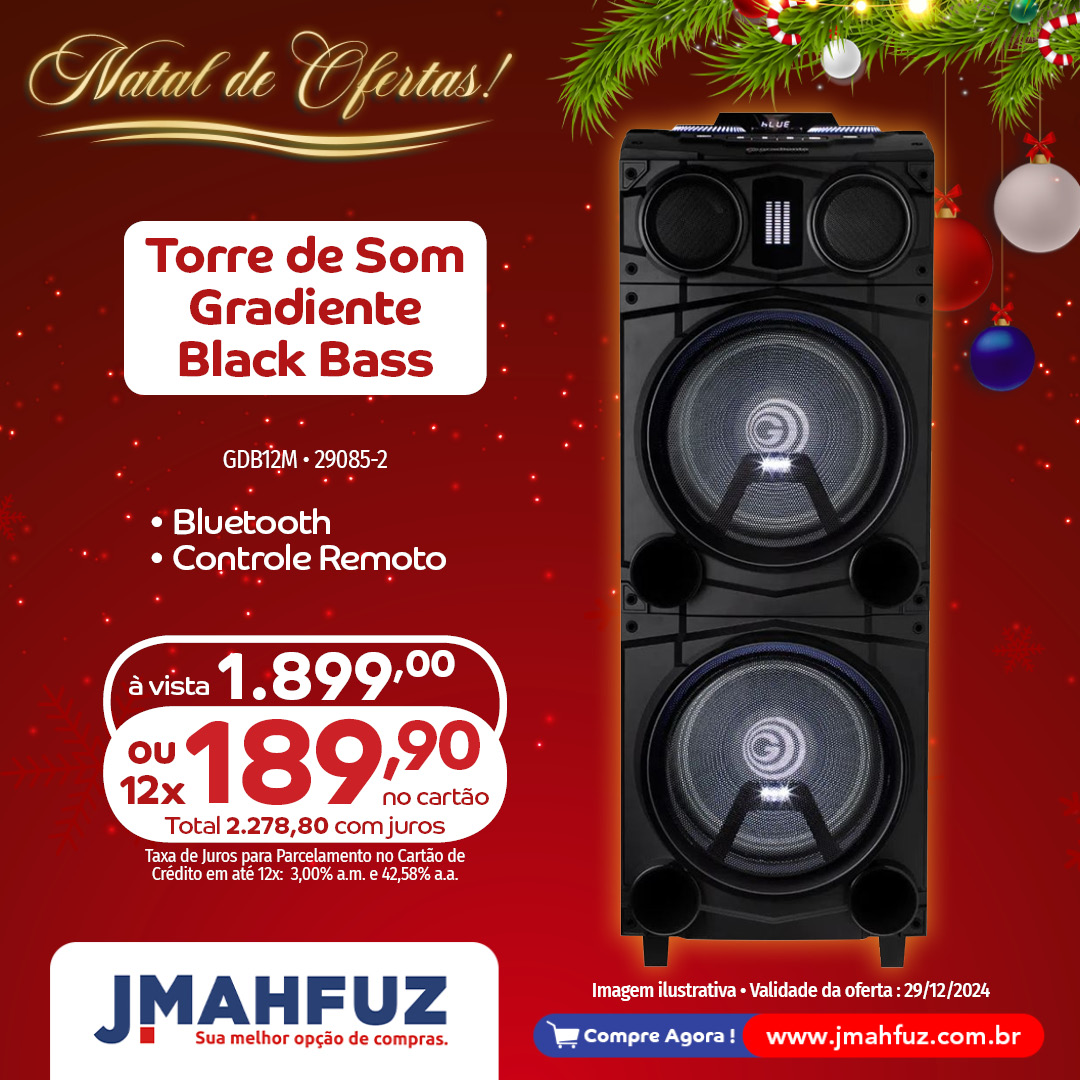 Natal de Ofertas!
BLUE
gradiente
Torre de Som
Gradiente
Black Bass
GDB12M • 29085-2
• Bluetooth
• Controle Remoto
à vista 1.899,00
ou
12x 189,90
no cartão
Total 2.278,80 com juros
Taxa de Juros para Parcelamento no Cartão de
Crédito em até 12x: 3,00% a.m. e 42,58% a.a.
G
G
JMAHFUZ
Sua melhor opção de compras.
Imagem ilustrativa • Validade da oferta : 29/12/2024
Compre Agora !
www.jmahfuz.com.br